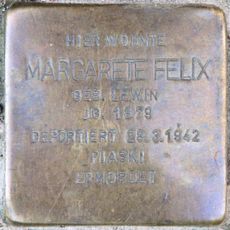 HIER WOHNTE
MARGARETE FELIX
GEB. LEWIN
JG. 1879
DEPORTIERT 28.3.1942
PIASKI
ERMORDET